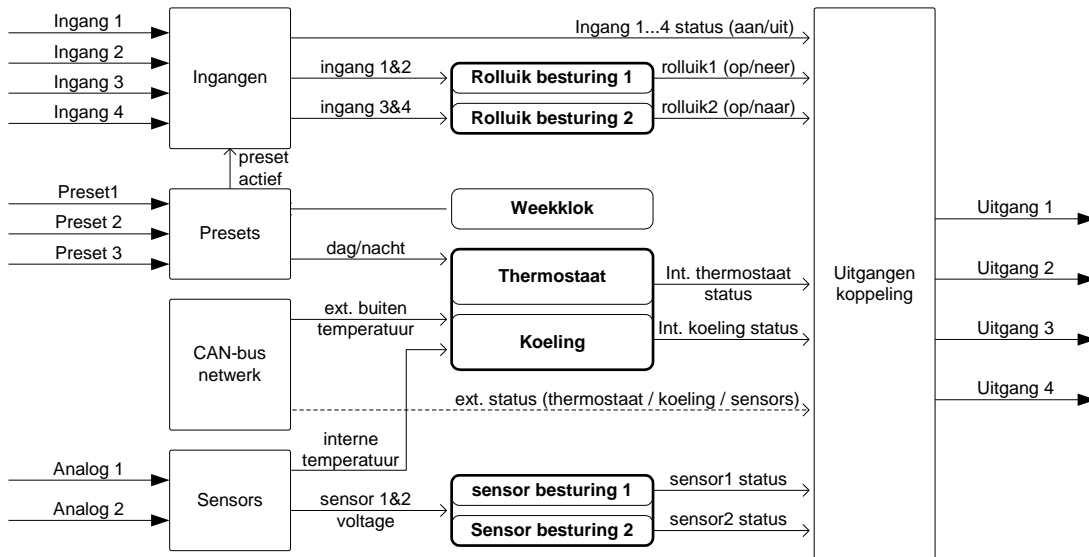 Ingang 1
Ingang 2
Ingang 3
Ingang 4
Ingangen
Ingang 1...4 status (aan/uit)
ingang 1&2
Rolluik besturing 1
rolluik1 (op/neer)
ingang 3&4
Rolluik besturing 2
rolluik2 (op/naar)
preset
actief
Preset1
Preset 2
Preset 3
Presets
Weekklok
dag/nacht
Thermostaat
Int. thermostaat
status
ext. buiten
temperatuur
Koeling
Int. koeling status
CAN-bus
netwerk
ext. status (thermostaat / koeling / sensors)
interne
temperatuur
Analog 1
Analog 2
Sensors
sensor 1&2
voltage
sensor besturing 1
sensor1 status
Sensor besturing 2
sensor2 status
Uitgangen
koppeling
Uitgang 1
Uitgang 2
Uitgang 3
Uitgang 4